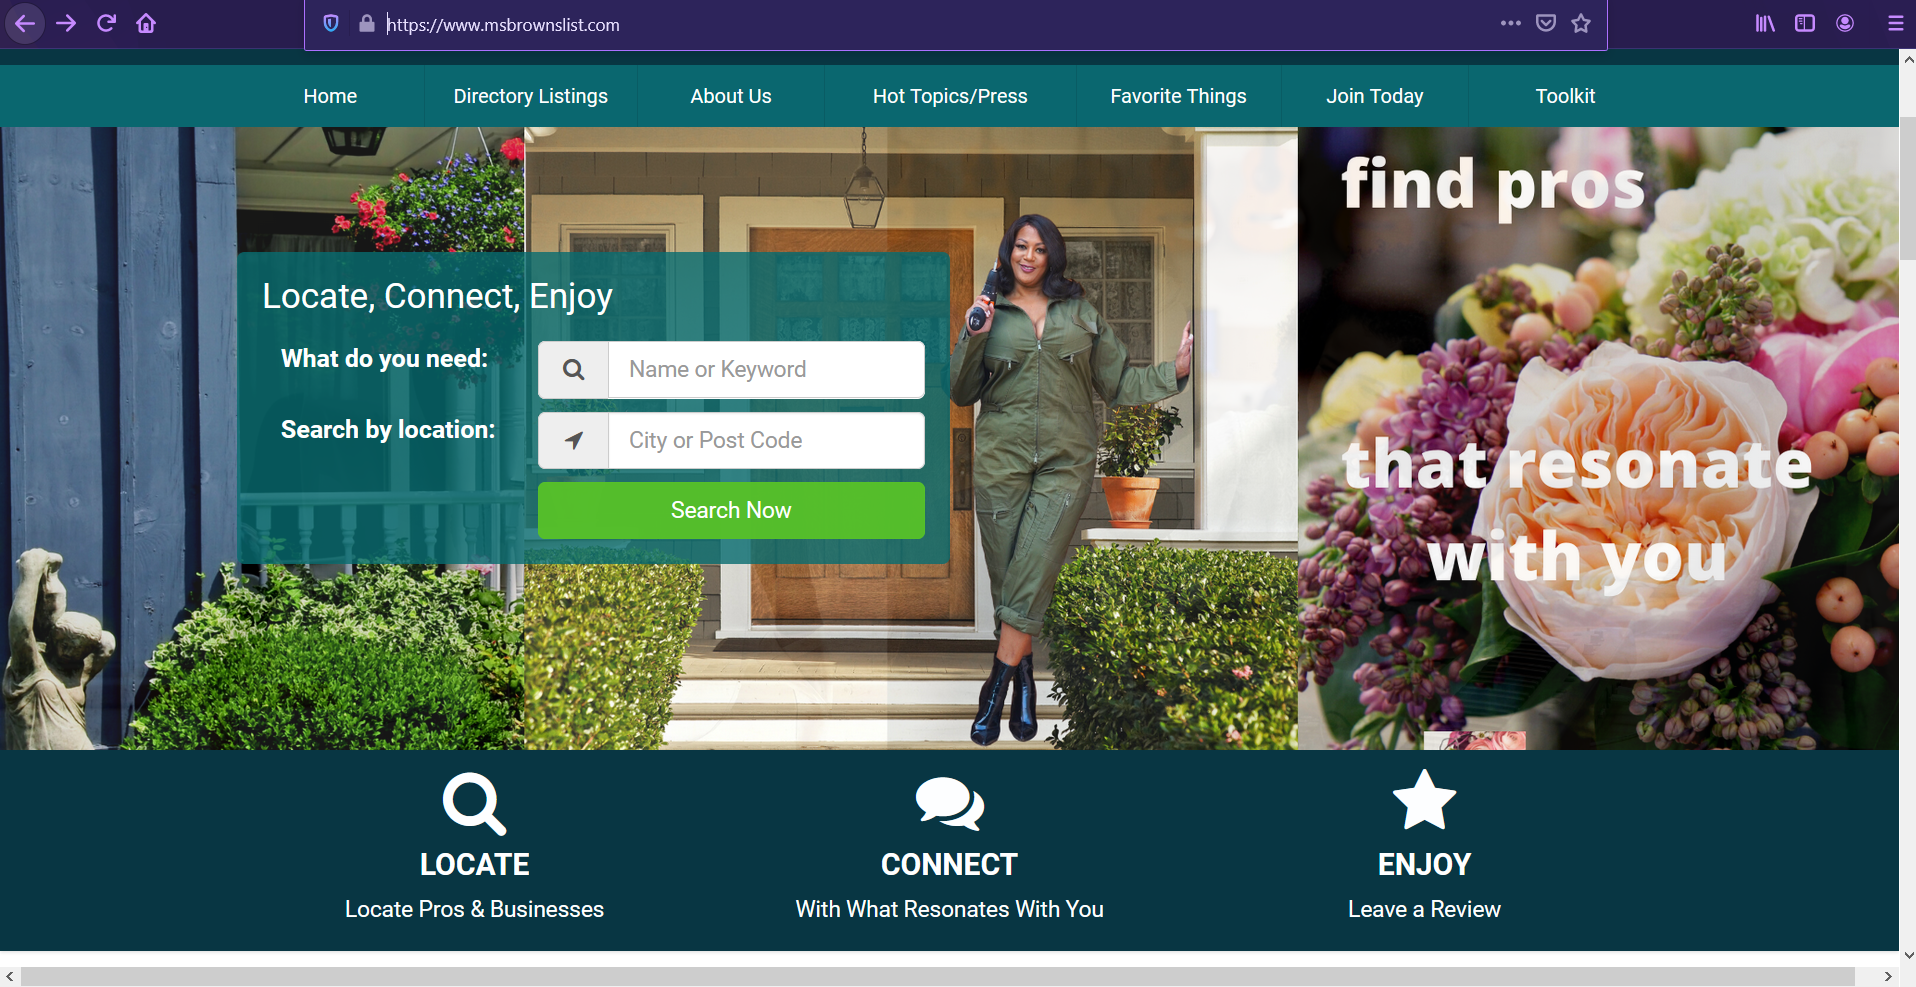 https://www.msbrownslist.com
Home Directory Listings About Us Hot Topics/Press Favorite Things Join Today Toolkit
find pros
that resonate
with you
Locate, Connect, Enjoy
What do you need: Name or Keyword
Search by location: City or Post Code
Search Now
LOCATE
Locate Pros & Businesses
CONNECT
With What Resonates With You
ENJOY
Leave a Review